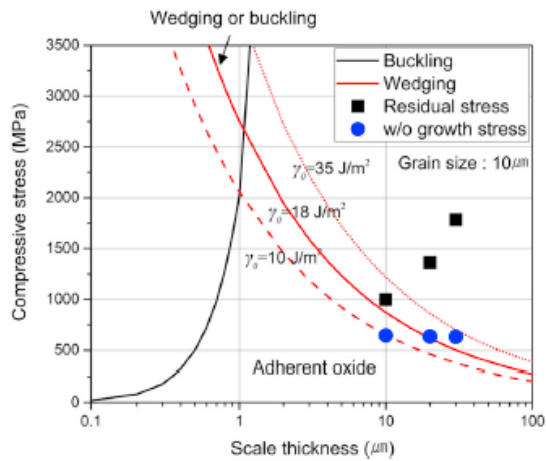 Wedging or buckling
3500
3000
2500
2000
1500
1000
500
0
Compressive stress (MPa)
Buckling
Wedging
Residual stress
w/o growth stress
Grain size : 10㎛
γ₀=35 J/m²
γ₀=18 J/m²
γ₀=10 J/m²
Adherent oxide
0.1
1
10
100
Scale thickness (㎛)